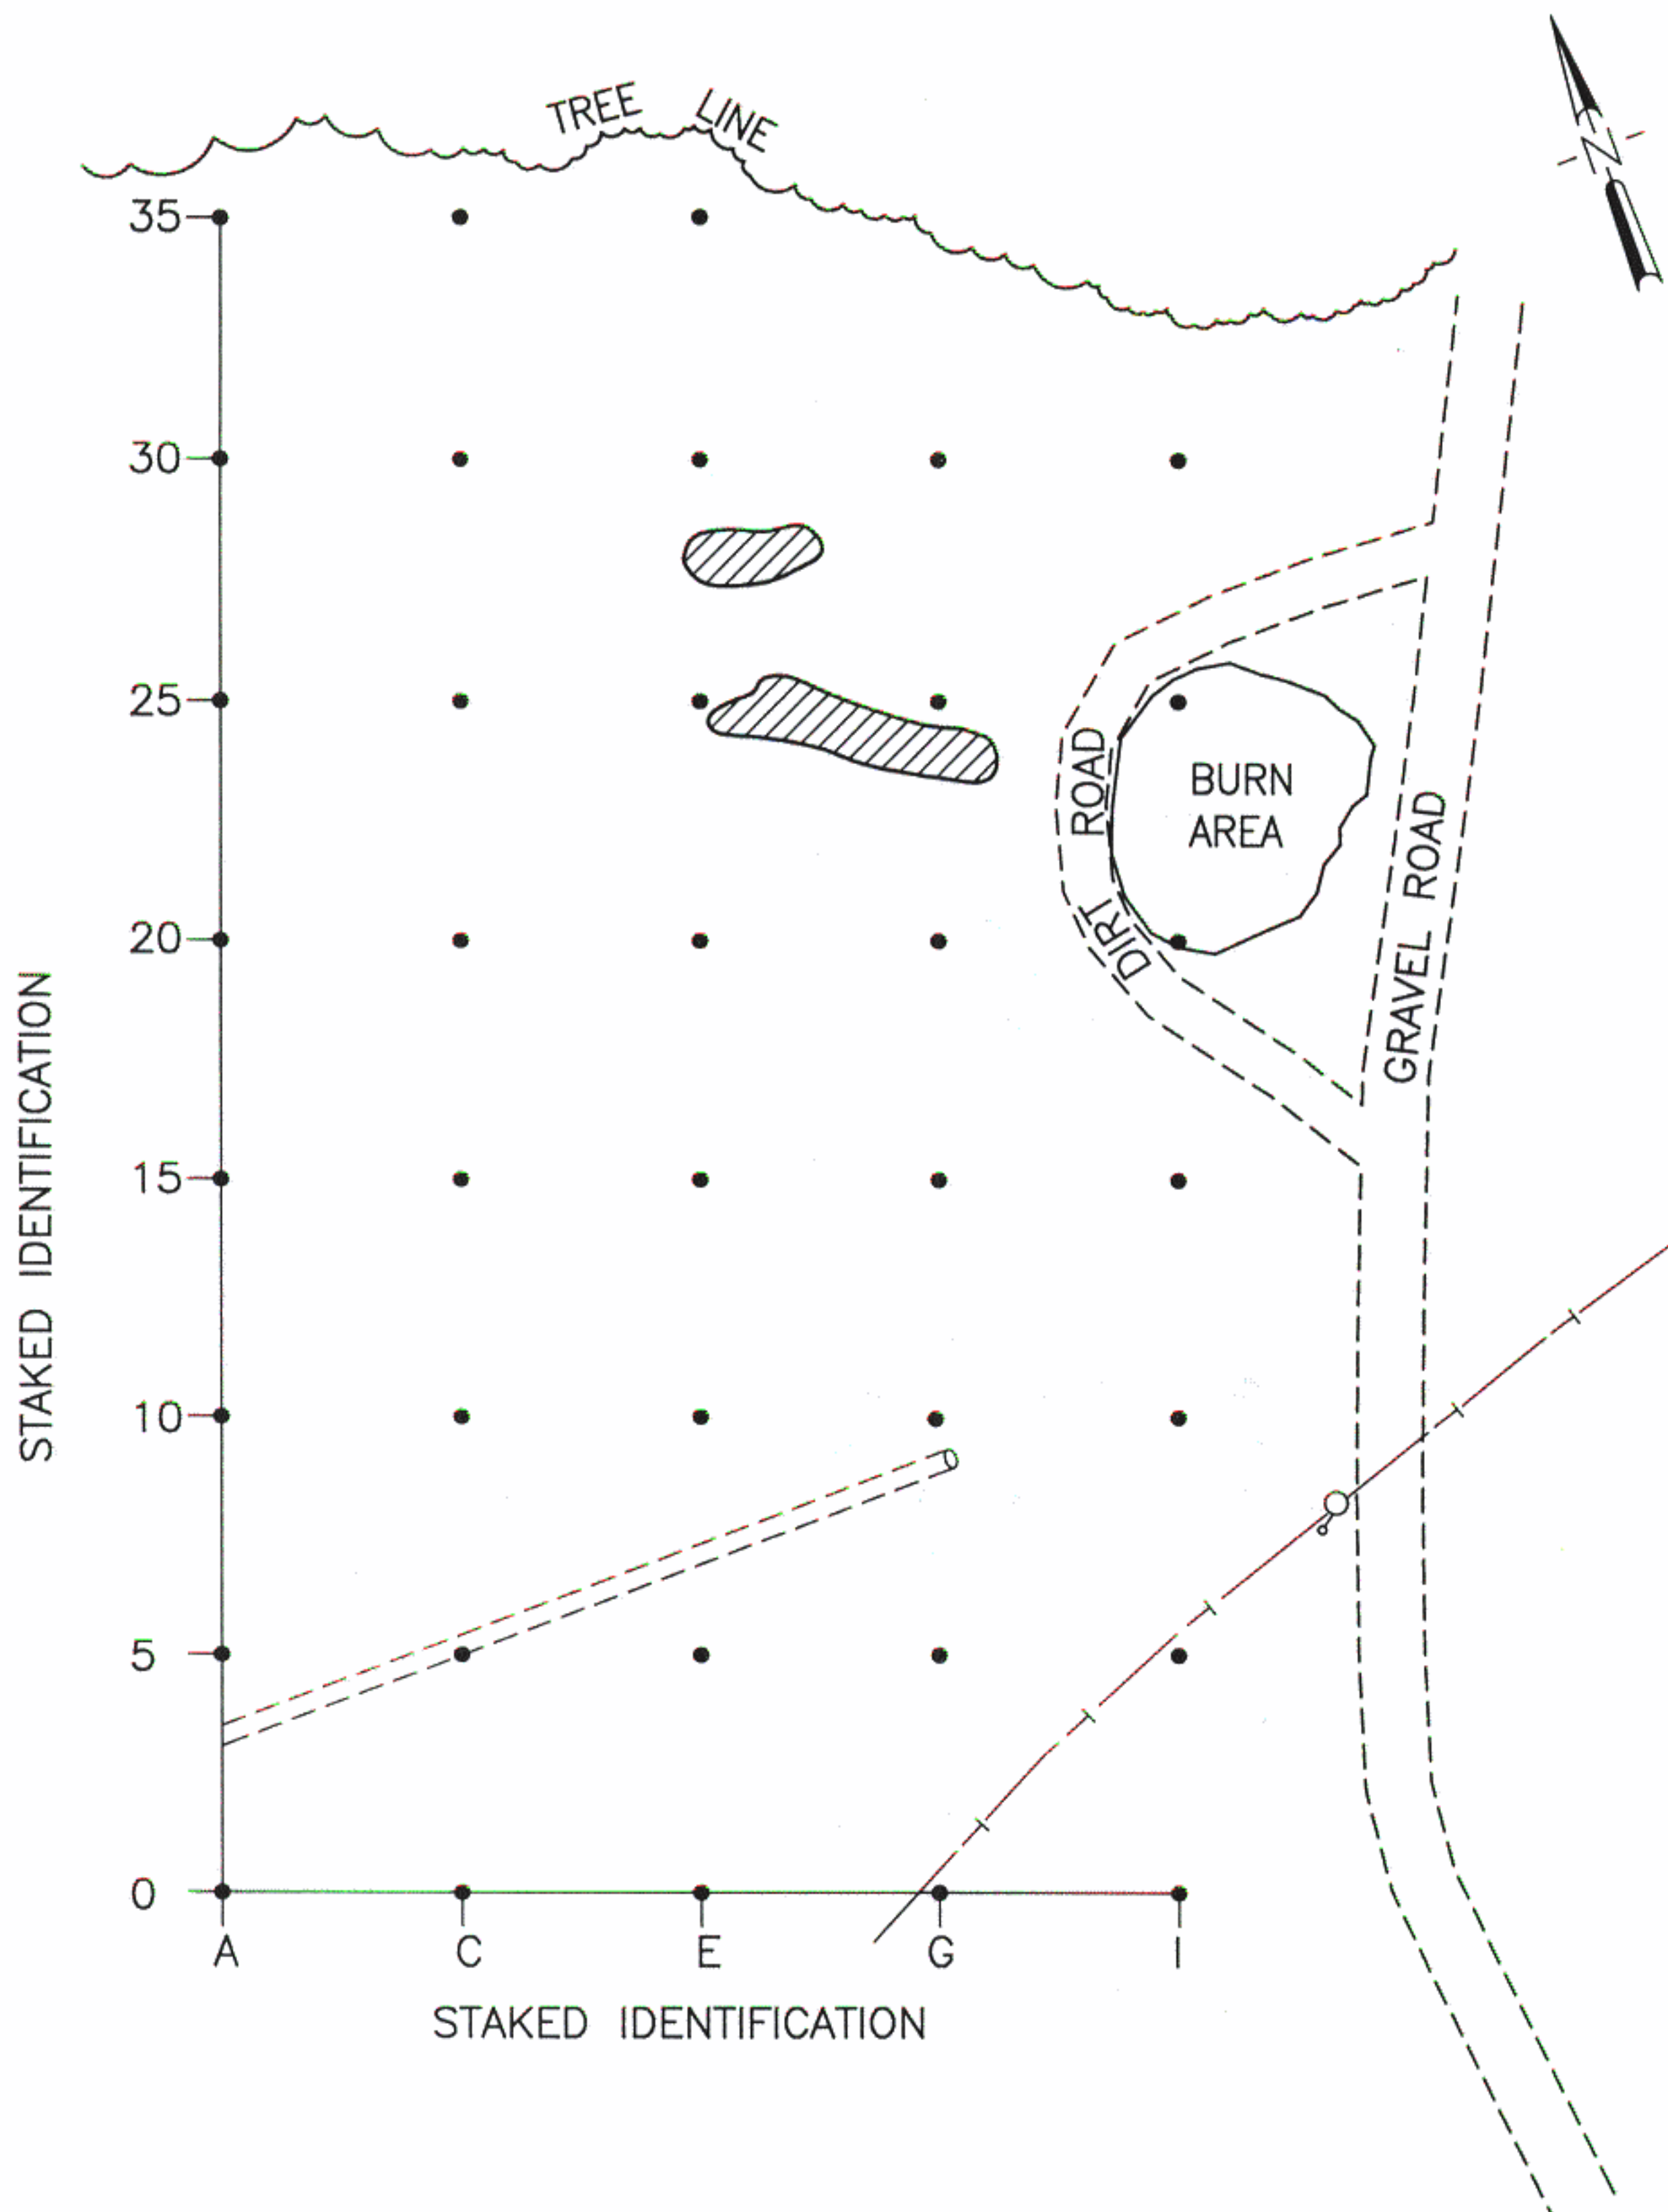 TREE LINE
N
35
30
25
20
15
10
5
0
BURN
AREA
DIRT ROAD
GRAVEL ROAD
STAKED IDENTIFICATION
A C E G I
STAKED IDENTIFICATION